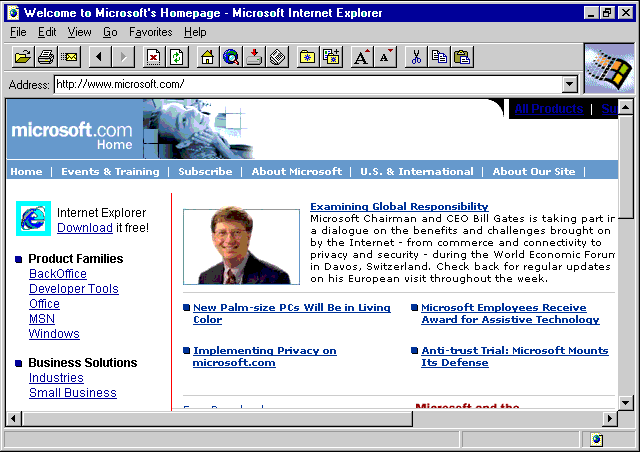 Welcome to Microsoft's Homepage - Microsoft Internet Explorer
File Edit View Go Favorites Help
Address: http://www.microsoft.com/
All Products | Su
microsoft.com
Home
Home | Events & Training | Subscribe | About Microsoft | U.S. & International | About Our Site |
Internet Explorer
Download it free!
Product Families
BackOffice
Developer Tools
Office
MSN
Windows
Business Solutions
Industries
Small Business
Examining Global Responsibility
Microsoft Chairman and CEO Bill Gates is taking part in
a dialogue on the benefits and challenges brought on
by the Internet - from commerce and connectivity to
privacy and security - during the World Economic Forum
in Davos, Switzerland. Check back for regular updates
on his European visit throughout the week.
New Palm-size PCs Will be in Living
Color
Microsoft Employees Receive
Award for Assistive Technology
Implementing Privacy on
microsoft.com
Anti-trust Trial: Microsoft Mounts
Its Defense
Microsoft and the